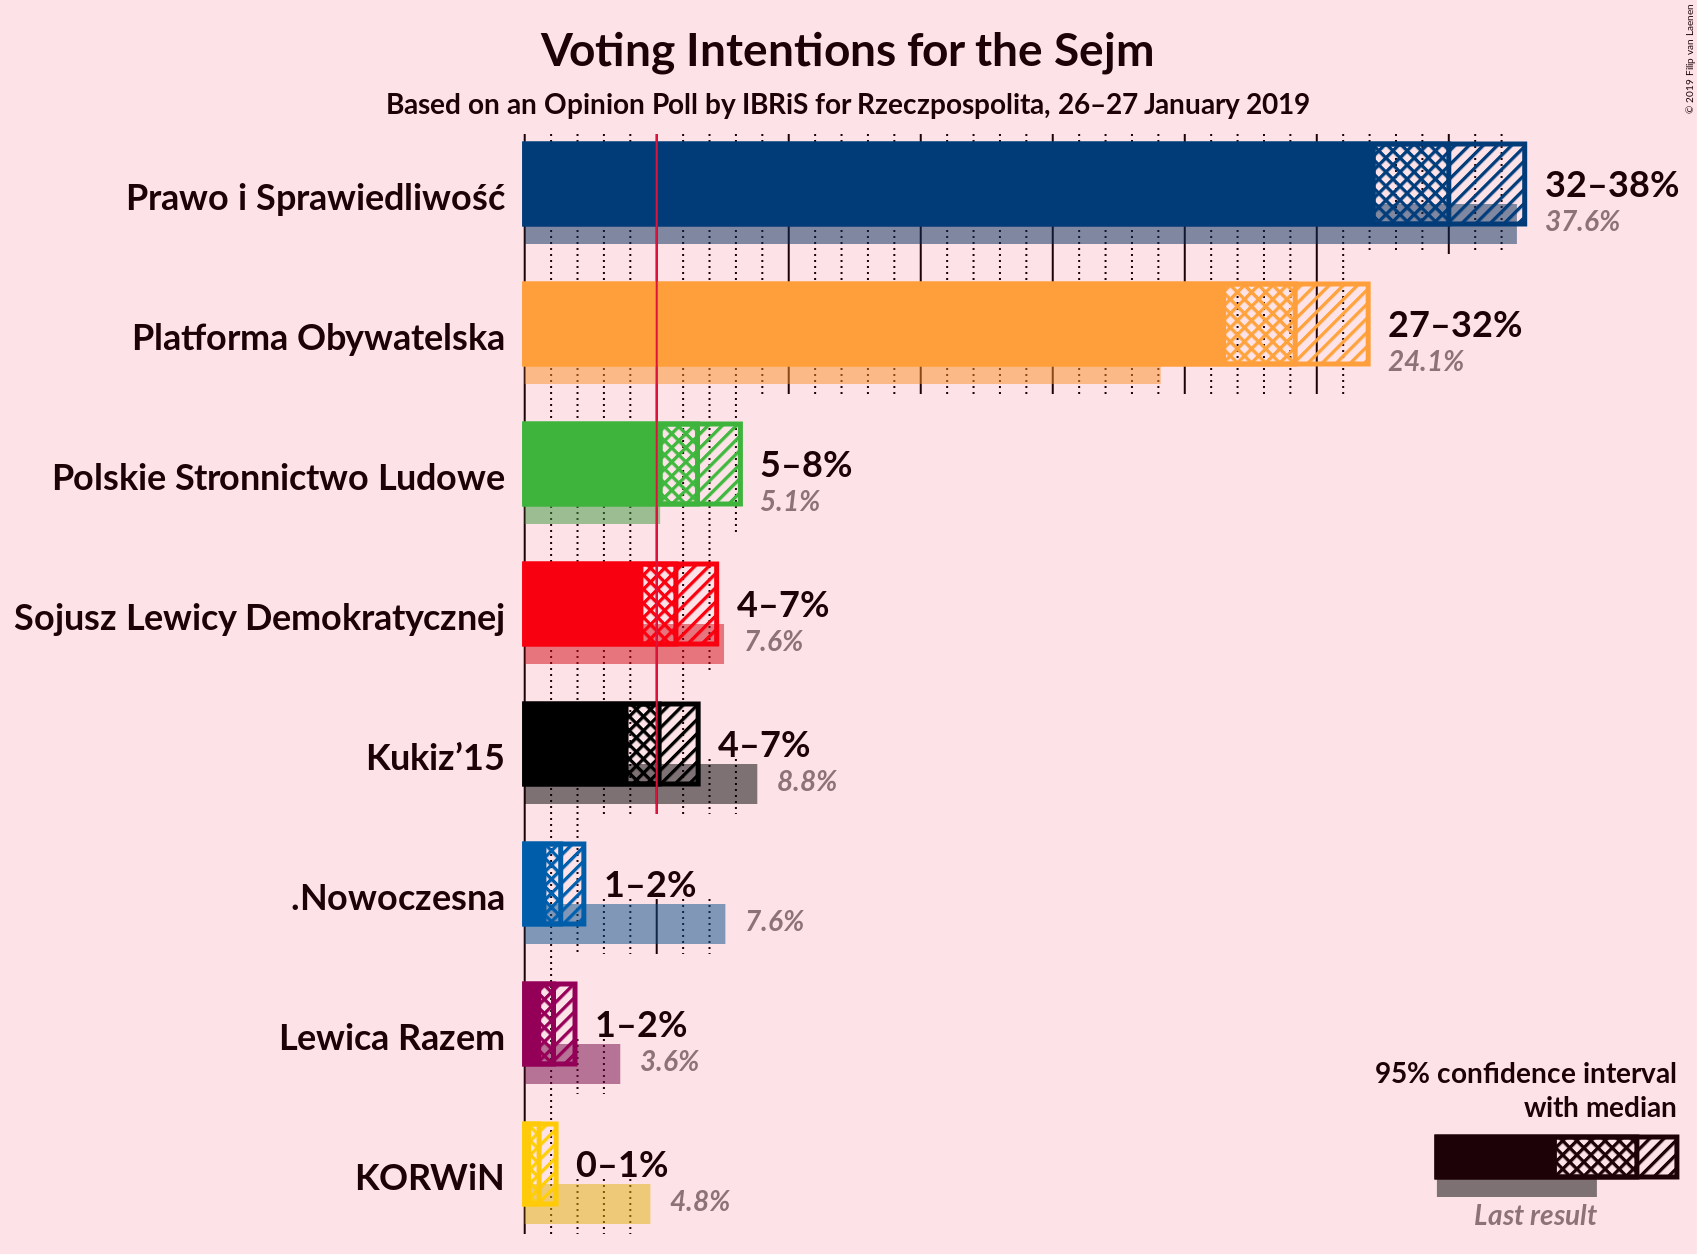 Voting Intentions for the Sejm
Based on an Opinion Poll by IBRiS for Rzeczpospolita, 26–27 January 2019
© 2019 Filip van Laenen
Prawo i Sprawiedliwość
32–38%
37.6%
Platforma Obywatelska
27–32%
24.1%
Polskie Stronnictwo Ludowe
5–8%
5.1%
Sojusz Lewicy Demokratycznej
4–7%
7.6%
Kukiz’15
4–7%
8.8%
.Nowoczesna
1–2%
7.6%
Lewica Razem
1–2%
3.6%
KORWiN
0–1%
4.8%
95% confidence interval
with median
Last result